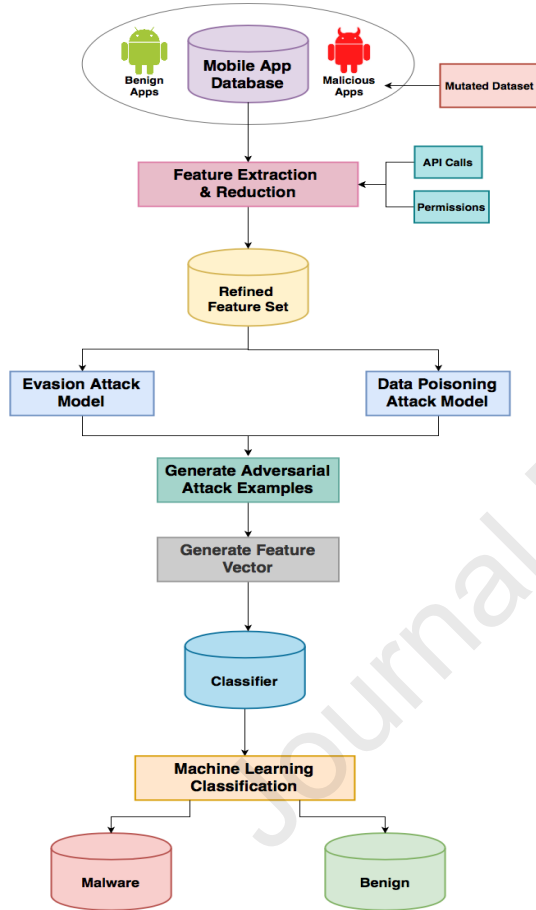 Benign
Apps
Mobile App
Database
Malicious
Apps
Mutated Dataset
Feature Extraction
& Reduction
API Calls
Permissions
Refined
Feature Set
Evasion Attack
Model
Data Poisoning
Attack Model
Generate Adversarial
Attack Examples
Generate Feature
Vector
Classifier
Machine Learning
Classification
Malware
Benign
Journal